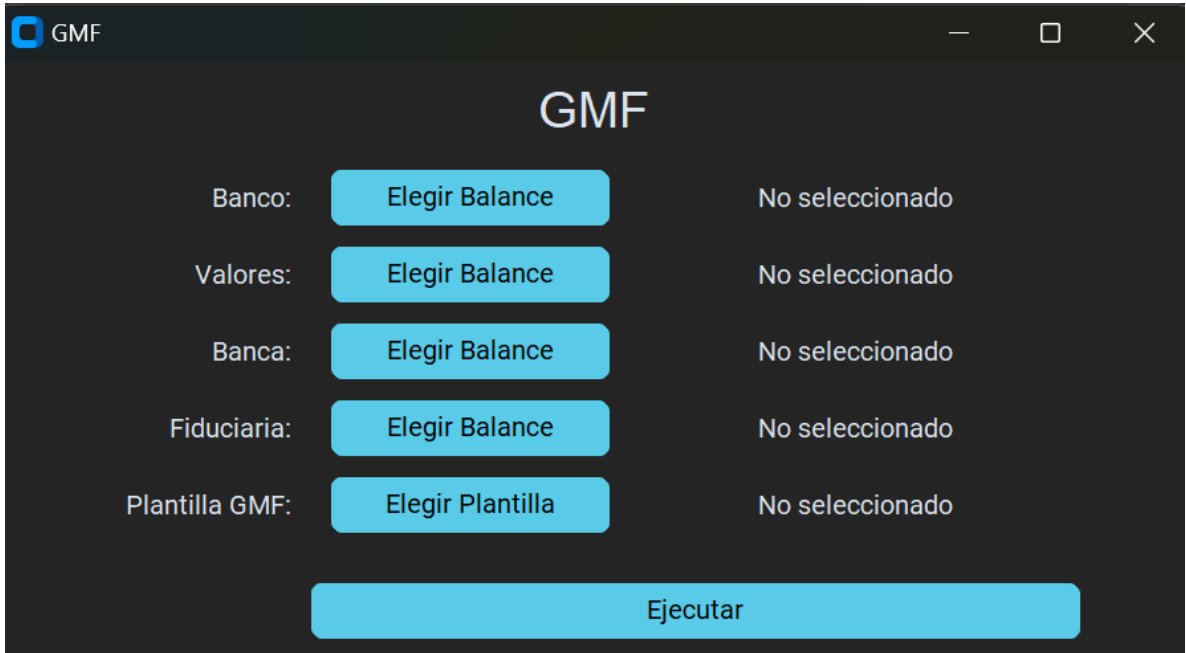 GMF
GMF
Banco: Elegir Balance No seleccionado
Valores: Elegir Balance No seleccionado
Banca: Elegir Balance No seleccionado
Fiduciaria: Elegir Balance No seleccionado
Plantilla GMF: Elegir Plantilla No seleccionado
Ejecutar